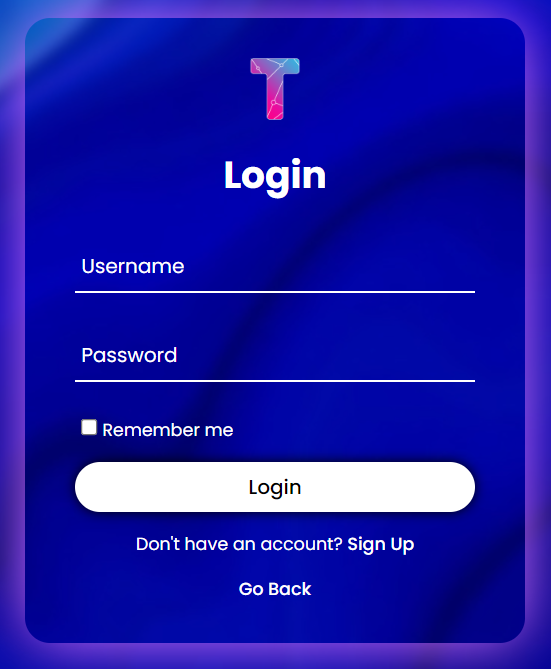 T
Login
Username
Password
Remember me
Login
Don't have an account? Sign Up
Go Back